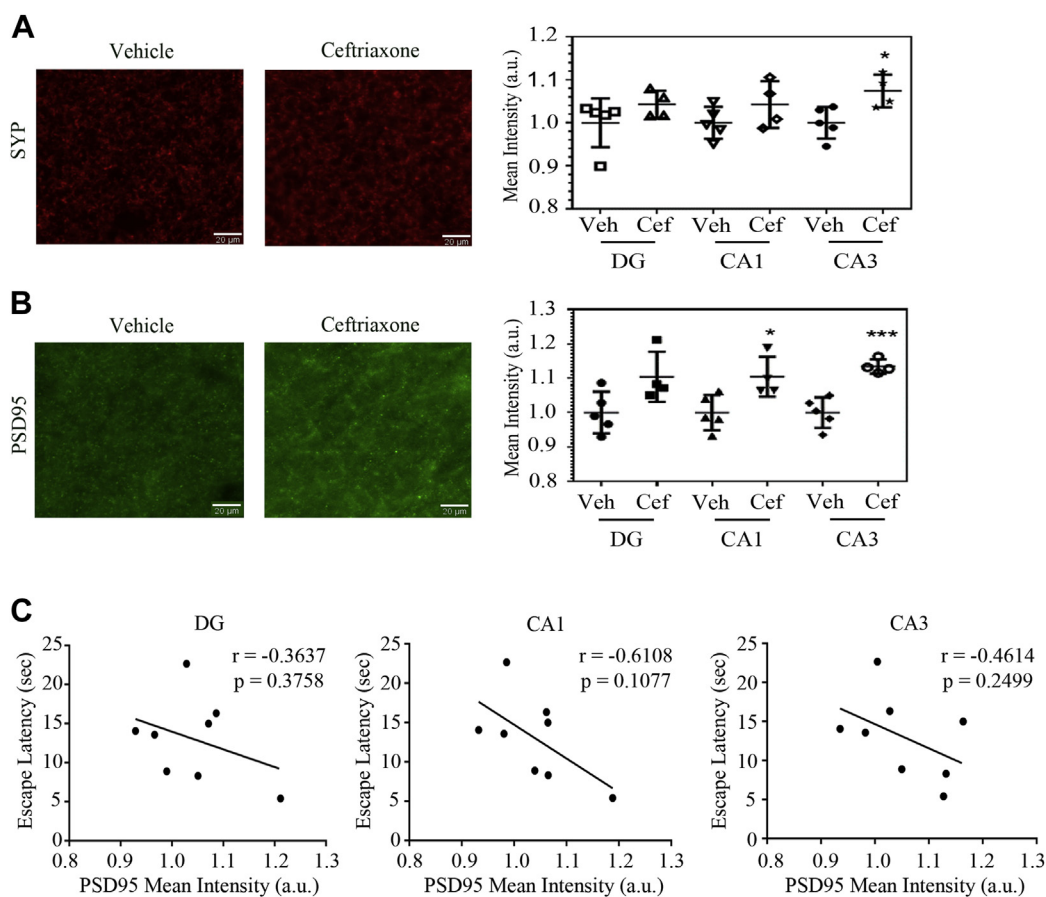 A
Vehicle
Ceftriaxone
SYP
20 µm
20 µm
Mean Intensity (a.u.)
1.2
1.1
1.0
0.9
0.8
*
Veh Cef Veh Cef Veh Cef
DG CA1 CA3
B
Vehicle
Ceftriaxone
PSD95
20 µm
20 µm
Mean Intensity (a.u.)
1.3
1.2
1.1
1.0
0.9
0.8
*
***
Veh Cef Veh Cef Veh Cef
DG CA1 CA3
C
DG
r = -0.3637
p = 0.3758
Escape Latency (sec)
25
20
15
10
5
0
0.8 0.9 1.0 1.1 1.2 1.3
PSD95 Mean Intensity (a.u.)
CA1
r = -0.6108
p = 0.1077
Escape Latency (sec)
25
20
15
10
5
0
0.8 0.9 1.0 1.1 1.2 1.3
PSD95 Mean Intensity (a.u.)
CA3
r = -0.4614
p = 0.2499
Escape Latency (sec)
25
20
15
10
5
0
0.8 0.9 1.0 1.1 1.2 1.3
PSD95 Mean Intensity (a.u.)